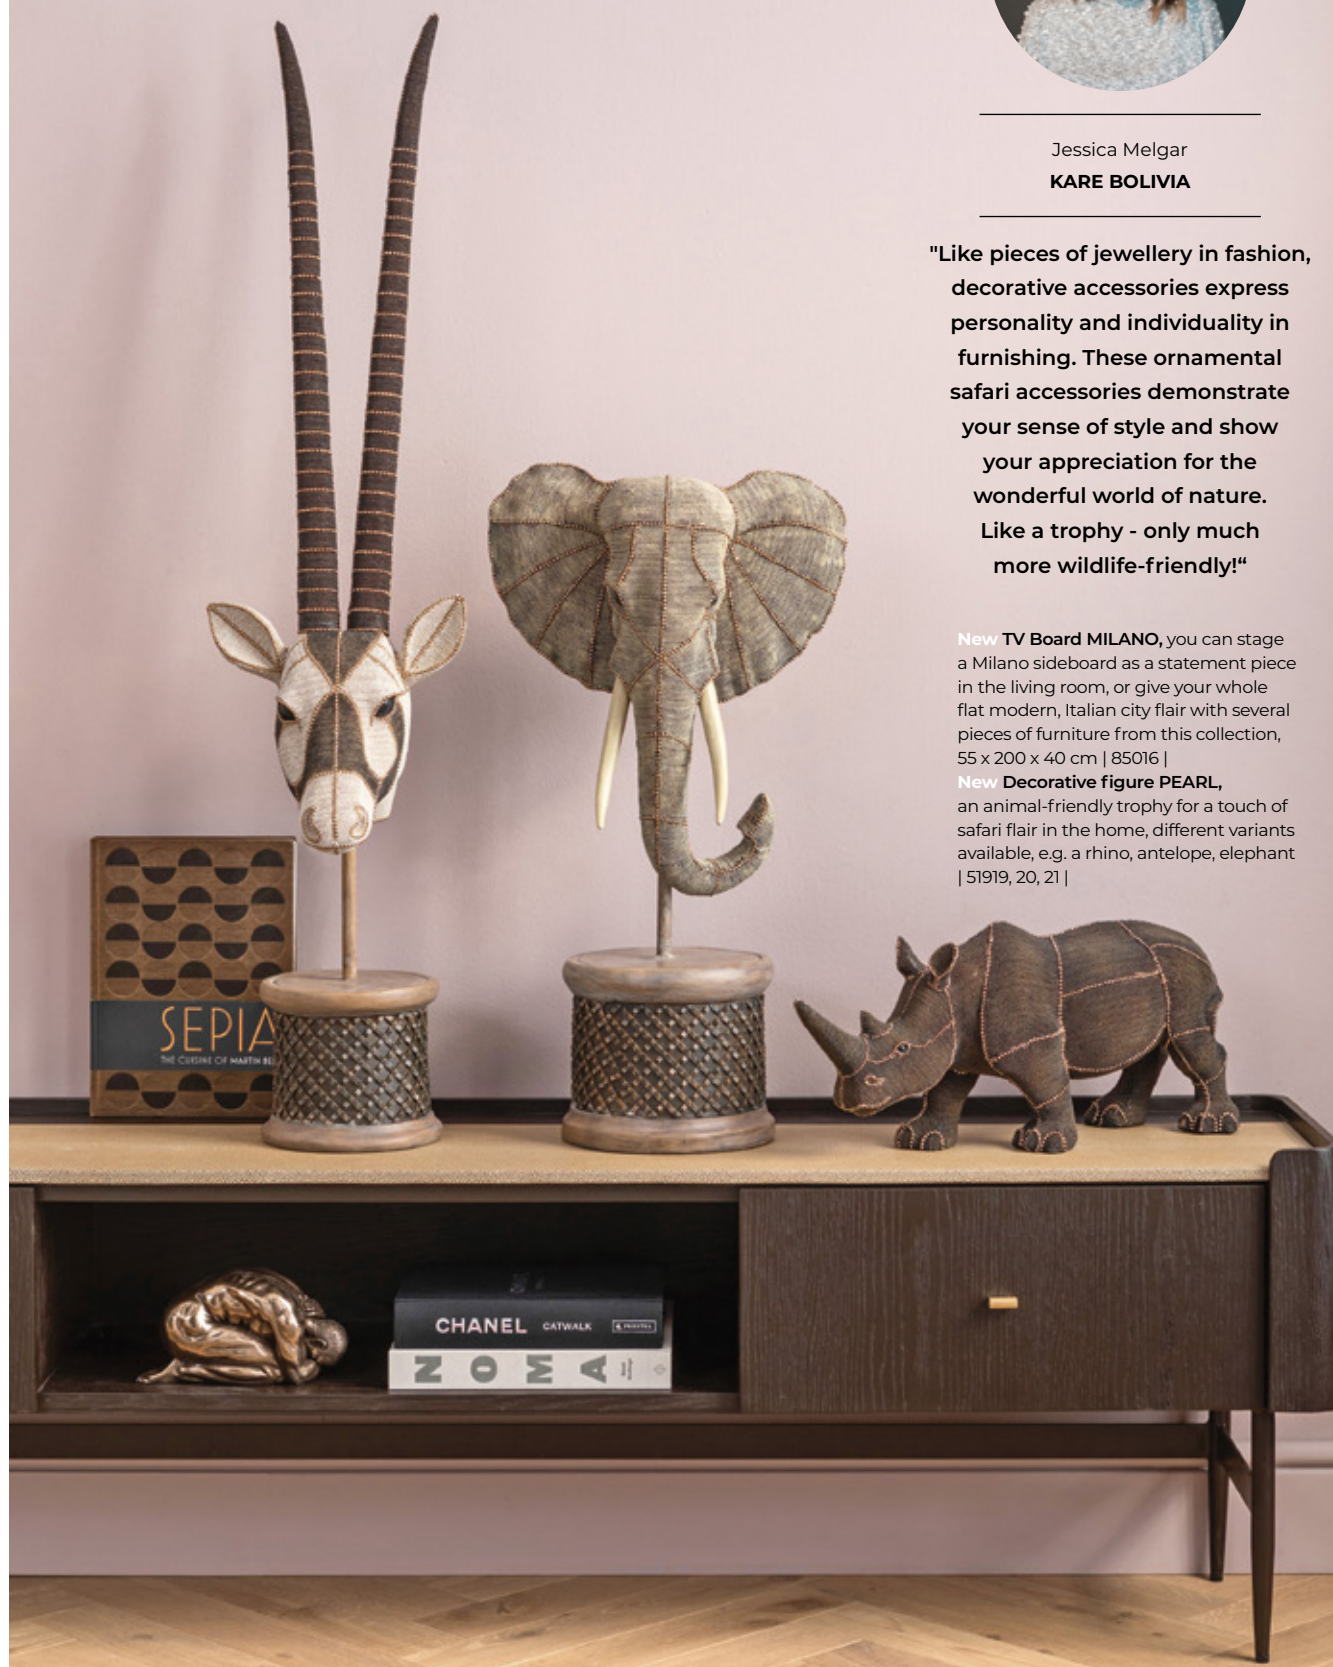 Jessica Melgar
KARE BOLIVIA
"Like pieces of jewellery in fashion,
decorative accessories express
personality and individuality in
furnishing. These ornamental
safari accessories demonstrate
your sense of style and show
your appreciation for the
wonderful world of nature.
Like a trophy - only much
more wildlife-friendly!“
New TV Board MILANO, you can stage
a Milano sideboard as a statement piece
in the living room, or give your whole
flat modern, Italian city flair with several
pieces of furniture from this collection,
55 x 200 x 40 cm | 85016 |
New Decorative figure PEARL,
an animal-friendly trophy for a touch of
safari flair in the home, different variants
available, e.g. a rhino, antelope, elephant
| 51919, 20, 21 |
SEPIA
THE CUISINE OF MARTIN
CHANEL CATWALK
NOMA